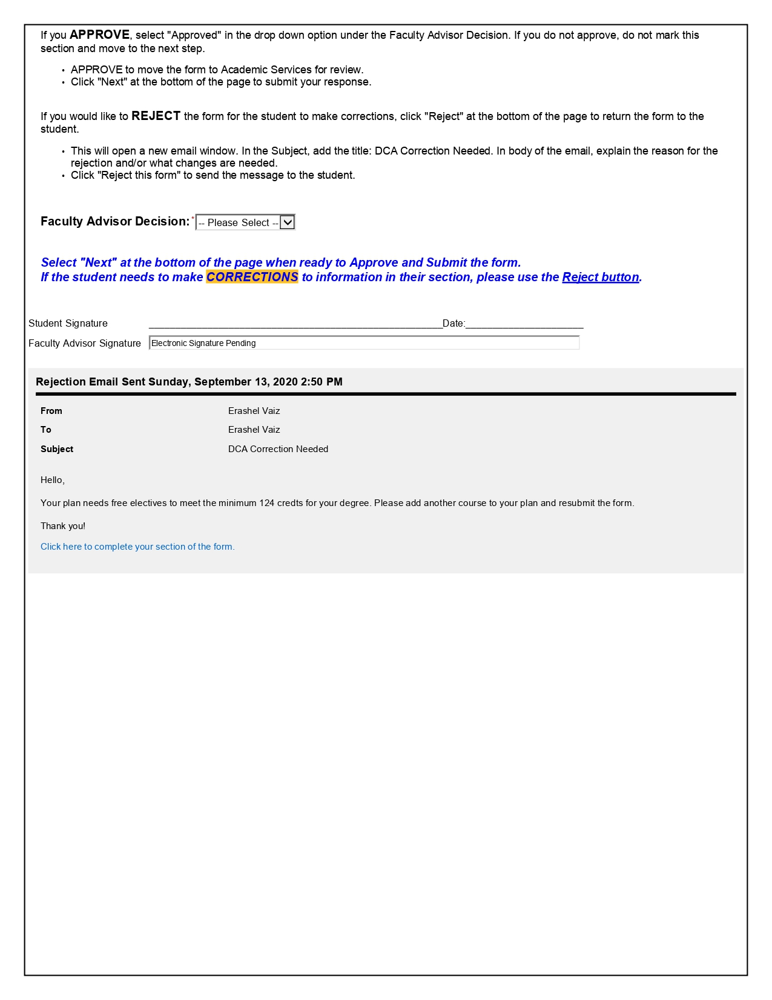 If you APPROVE, select "Approved" in the drop down option under the Faculty Advisor Decision. If you do not approve, do not mark this
section and move to the next step.
• APPROVE to move the form to Academic Services for review.
• Click "Next" at the bottom of the page to submit your response.
If you would like to REJECT the form for the student to make corrections, click "Reject" at the bottom of the page to return the form to the
student.
• This will open a new email window. In the Subject, add the title: DCA Correction Needed. In body of the email, explain the reason for the
rejection and/or what changes are needed.
• Click "Reject this form" to send the message to the student.
Faculty Advisor Decision:* -- Please Select --
Select "Next" at the bottom of the page when ready to Approve and Submit the form.
If the student needs to make CORRECTIONS to information in their section, please use the Reject button.
Student Signature Date:
Faculty Advisor Signature Electronic Signature Pending
Rejection Email Sent Sunday, September 13, 2020 2:50 PM
From Erashel Vaiz
To Erashel Vaiz
Subject DCA Correction Needed
Hello,
Your plan needs free electives to meet the minimum 124 credts for your degree. Please add another course to your plan and resubmit the form.
Thank you!
Click here to complete your section of the form.